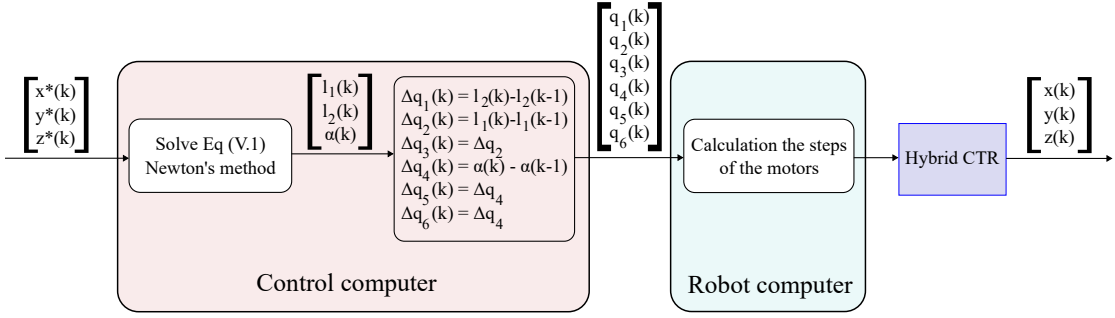 x*(k)
y*(k)
z*(k)
Solve Eq (V.1)
Newton's method
l1(k)
l2(k)
α(k)
Δq1(k) = l2(k)-l2(k-1)
Δq2(k) = l1(k)-l1(k-1)
Δq3(k) = Δq2
Δq4(k) = α(k) - α(k-1)
Δq5(k) = Δq4
Δq6(k) = Δq4
Control computer
q1(k)
q2(k)
q3(k)
q4(k)
q5(k)
q6(k)
Calculation the steps
of the motors
Robot computer
Hybrid CTR
x(k)
y(k)
z(k)